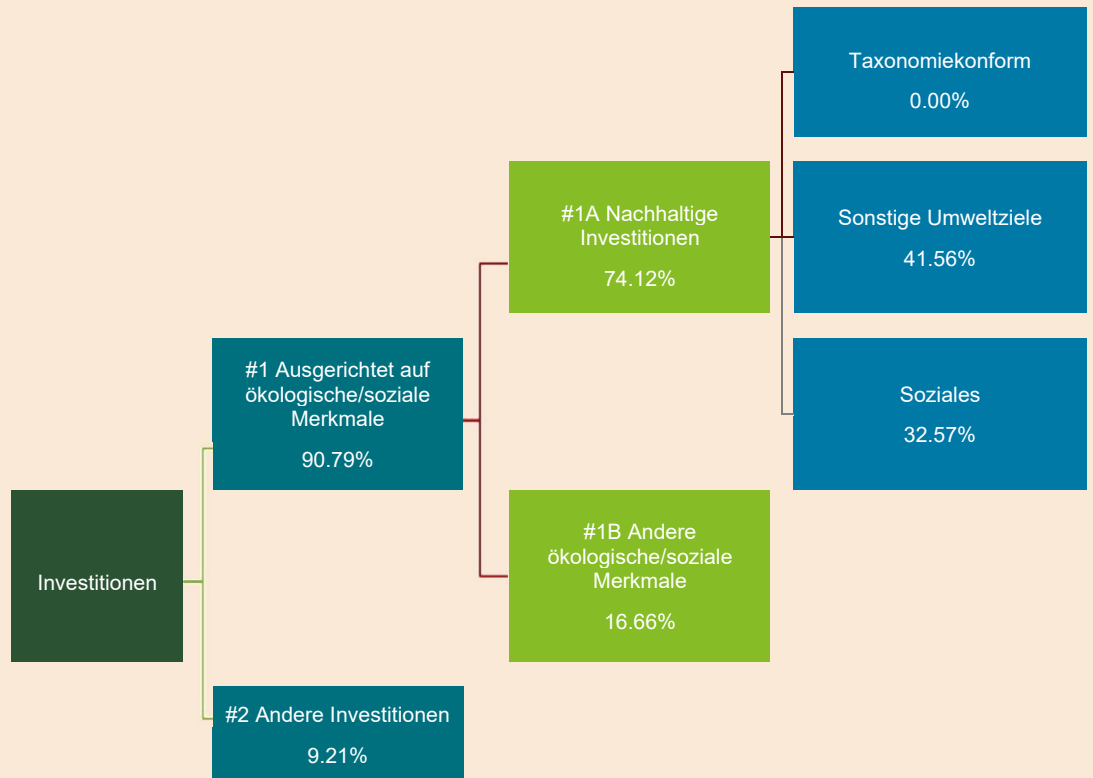 Taxonomiekonform
0.00%
#1A Nachhaltige
Investitionen
74.12%
Sonstige Umweltziele
41.56%
#1 Ausgerichtet auf
ökologische/soziale
Merkmale
90.79%
Soziales
32.57%
Investitionen
#1B Andere
ökologische/soziale
Merkmale
16.66%
#2 Andere Investitionen
9.21%